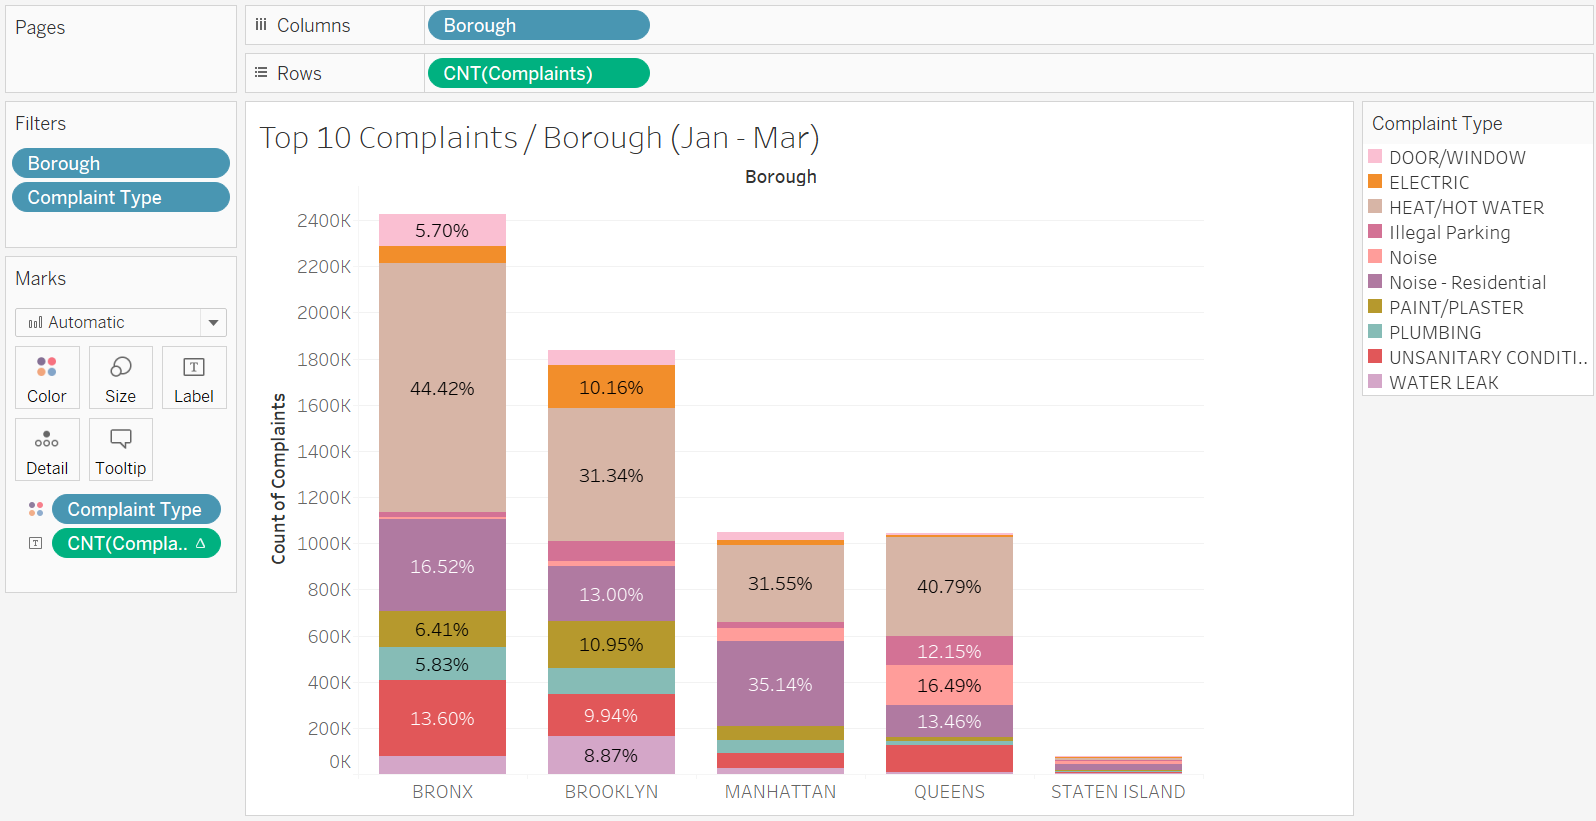 Pages
Columns
Borough
Rows
CNT(Complaints)
Filters
Borough
Complaint Type
Marks
Automatic
Color
Size
T
Label
Detail
Tooltip
Complaint Type
T
CNT(Compla.. Δ
Top 10 Complaints / Borough (Jan - Mar)
Borough
Count of Complaints
2400K
2200K
2000K
1800K
1600K
1400K
1200K
1000K
800K
600K
400K
200K
0K
5.70%
44.42%
16.52%
6.41%
5.83%
13.60%
10.16%
31.34%
13.00%
10.95%
9.94%
8.87%
31.55%
35.14%
40.79%
12.15%
16.49%
13.46%
BRONX
BROOKLYN
MANHATTAN
QUEENS
STATEN ISLAND
Complaint Type
DOOR/WINDOW
ELECTRIC
HEAT/HOT WATER
Illegal Parking
Noise
Noise - Residential
PAINT/PLASTER
PLUMBING
UNSANITARY CONDITI..
WATER LEAK